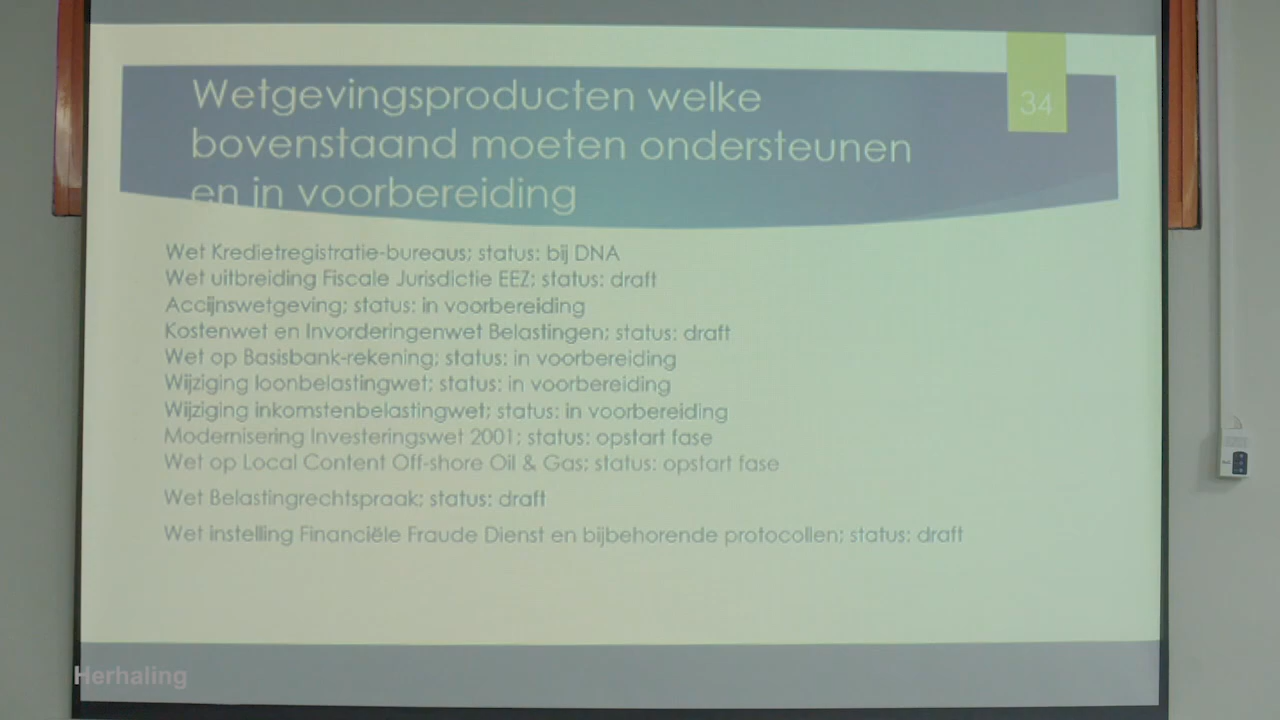 Wetgevingsproducten welke
bovenstaand moeten ondersteunen
en in voorbereiding
34
Wet Kredietregistratie-bureaus; status: bij DNA
Wet uitbreiding Fiscale Jurisdictie EEZ; status: draft
Accijnswetgeving; status: in voorbereiding
Kostenwet en Invorderingenwet Belastingen; status: draft
Wet op Basisbank-rekening; status: in voorbereiding
Wijziging loonbelastingwet; status: in voorbereiding
Wijziging inkomstenbelastingwet; status: in voorbereiding
Modernisering Investeringswet 2001; status: opstart fase
Wet op Local Content Off-shore Oil & Gas; status: opstart fase
Wet Belastingrechtspraak; status: draft
Wet instelling Financiële Fraude Dienst en bijbehorende protocollen; status: draft
Herhaling